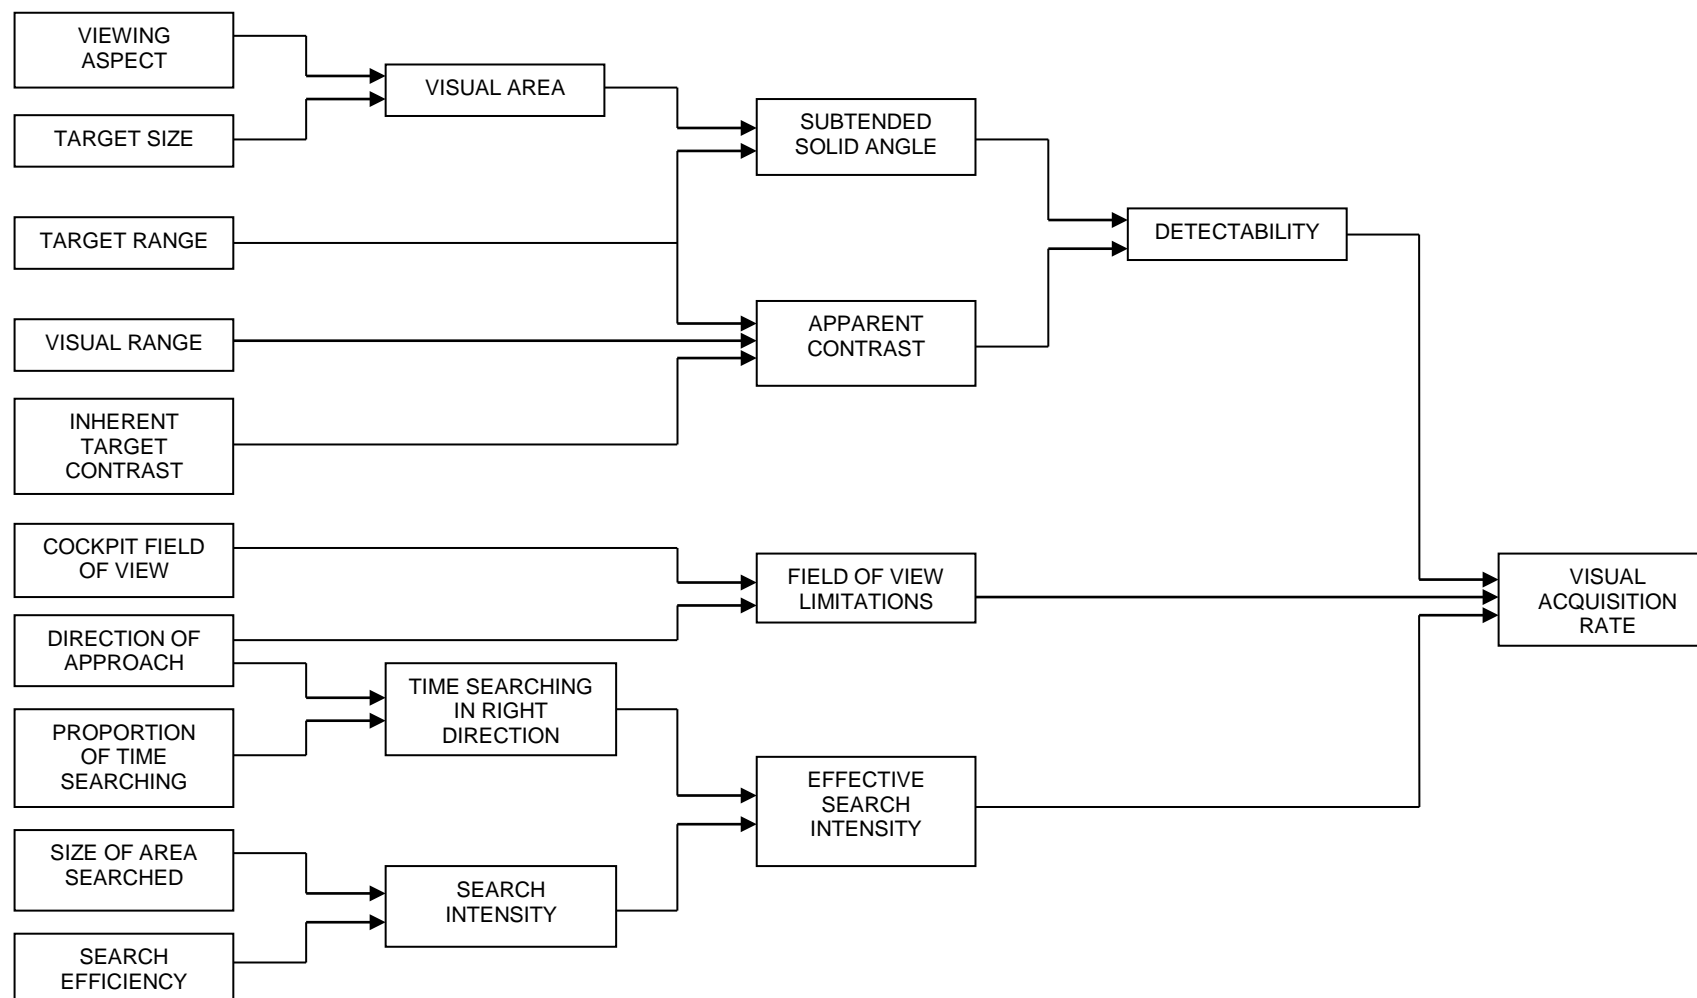 VIEWING
ASPECT
TARGET SIZE
TARGET RANGE
VISUAL RANGE
INHERENT
TARGET
CONTRAST
COCKPIT FIELD
OF VIEW
DIRECTION OF
APPROACH
PROPORTION
OF TIME
SEARCHING
SIZE OF AREA
SEARCHED
SEARCH
EFFICIENCY
VISUAL AREA
TIME SEARCHING
IN RIGHT
DIRECTION
SEARCH
INTENSITY
SUBTENDED
SOLID ANGLE
APPARENT
CONTRAST
FIELD OF VIEW
LIMITATIONS
EFFECTIVE
SEARCH
INTENSITY
DETECTABILITY
VISUAL
ACQUISITION
RATE